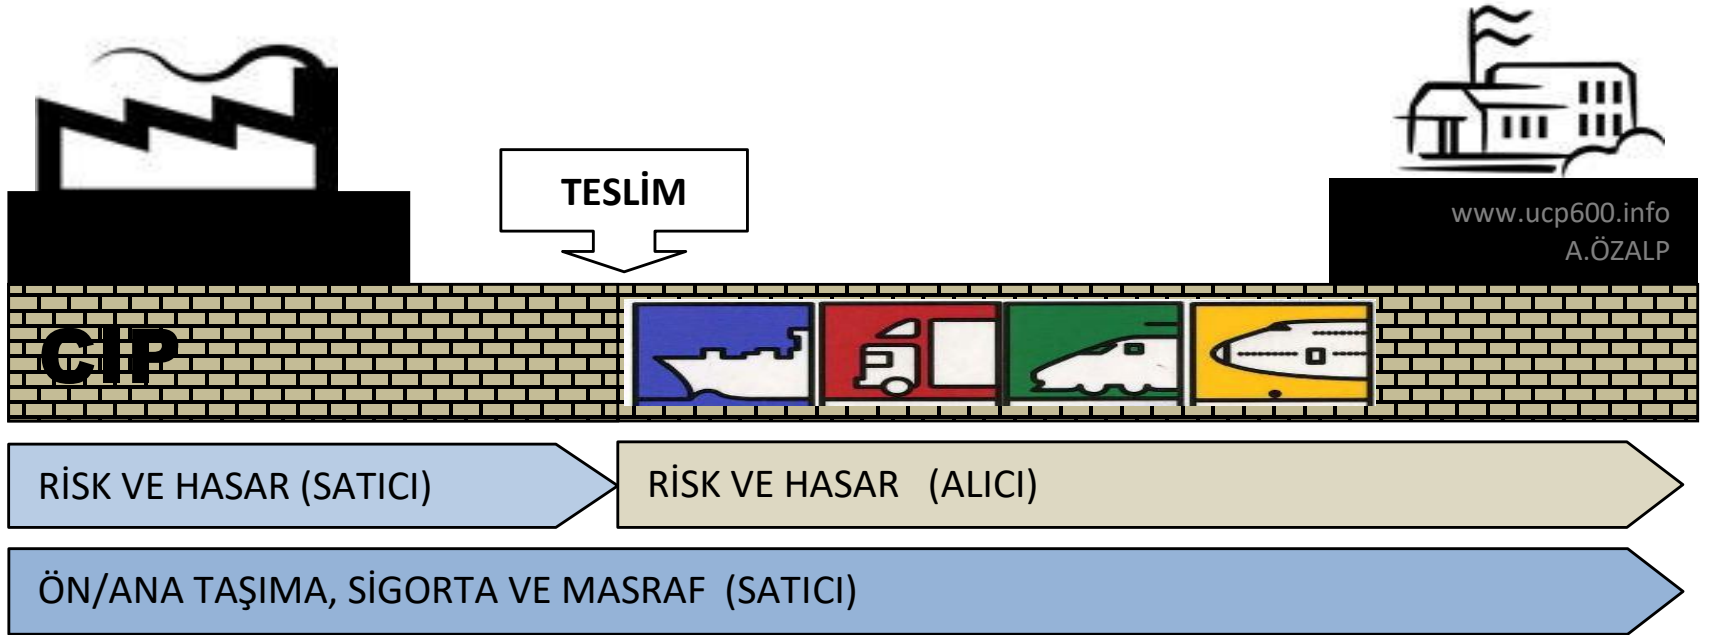 TESLİM
www.ucp600.info
A.ÖZALP
CIP
RİSK VE HASAR (SATICI)
RİSK VE HASAR (ALICI)
ÖN/ANA TAŞIMA, SİGORTA VE MASRAF (SATICI)